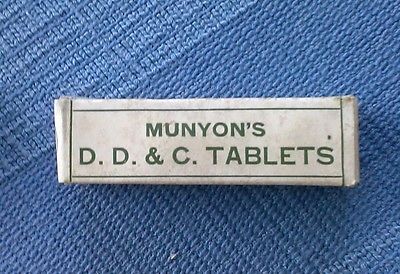 MUNYON'S
D. D. & C. TABLETS